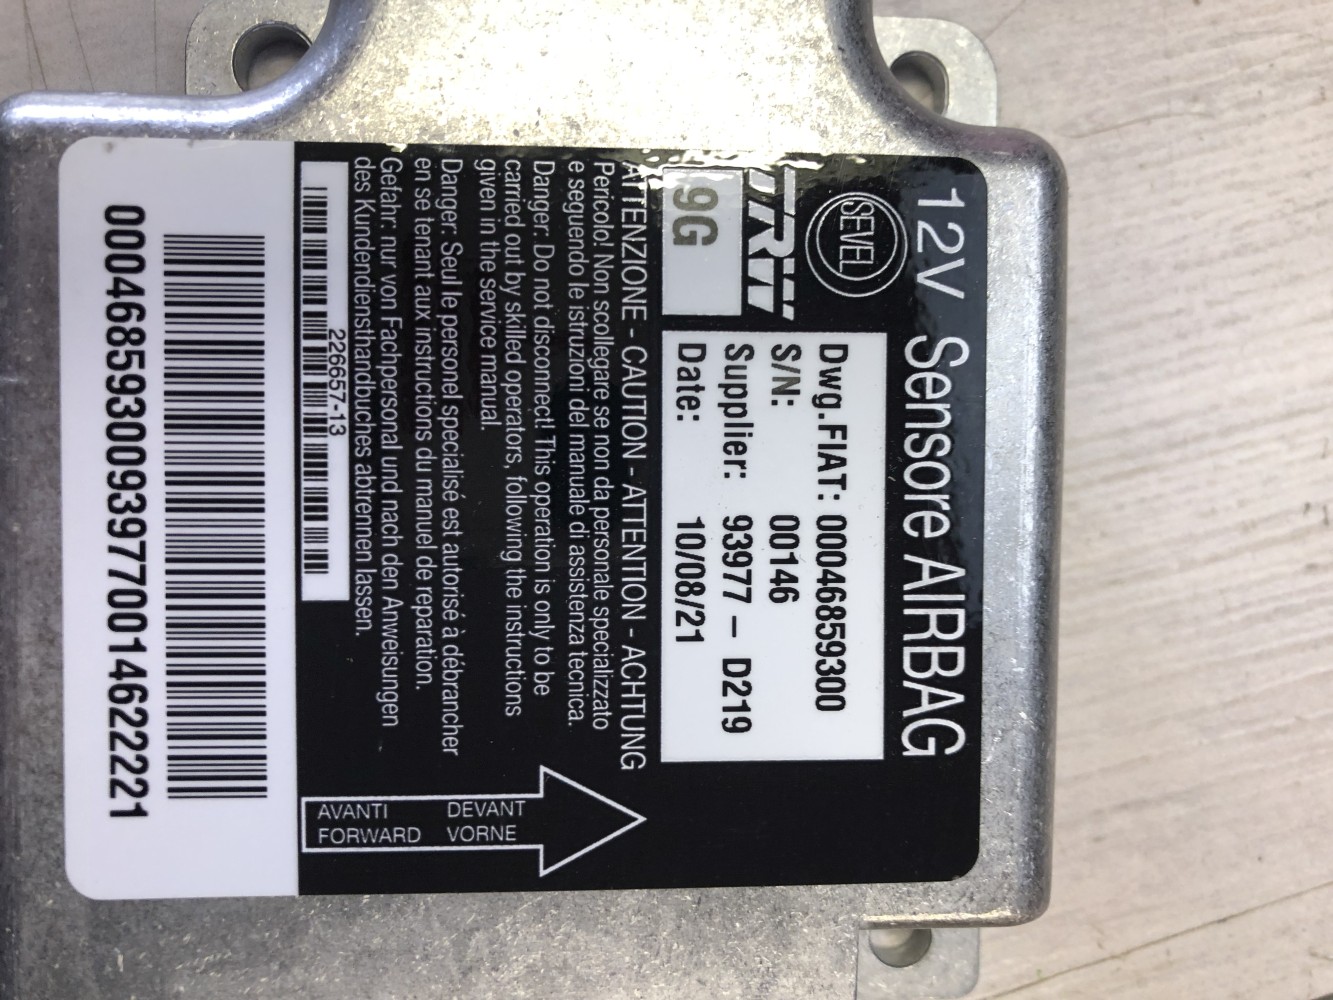 12V Sensore AIRBAG
SEVEL
TRW
9G
Dwg.FIAT: 00046859300
S/N: 00146
Supplier: 93977 - D219
Date: 10/08/21
ATTENZIONE - CAUTION - ATTENTION - ACHTUNG
Pericolo! Non scollegare se non da personale specializzato
e seguendo le istruzioni del manuale di assistenza tecnica.
Danger: Do not disconnect! This operation is only to be
carried out by skilled operators, following the instructions
given in the service manual.
Danger: Seul le personel specialisé est autorisé à débrancher
en se tenant aux instructions du manuel de reparation.
Gefahr: nur von Fachpersonal und nach den Anweisungen
des Kundendiensthandbuches abtrennen lassen.
226657-13
AVANTI DEVANT
FORWARD VORNE
000468593009397700146222221